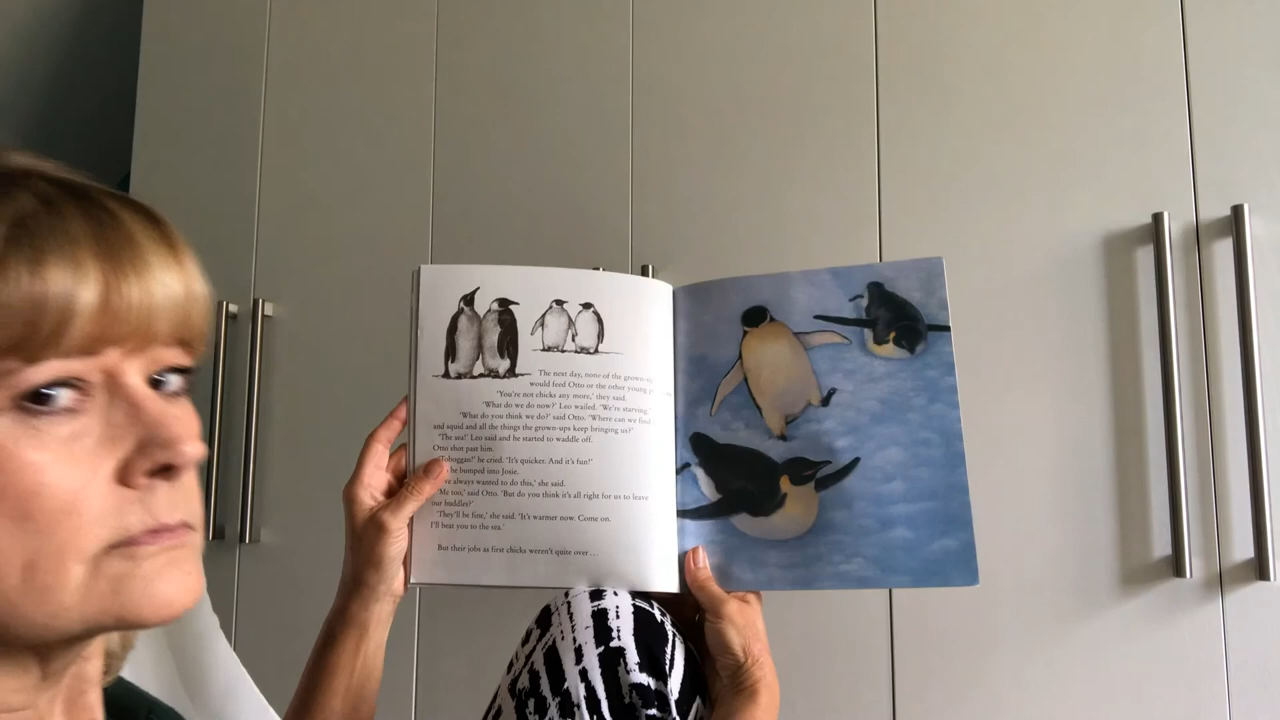 The next day, none of the grown-up
would feed Otto or the other young
'You're not chicks any more,' they said.
'What do we do now?' Leo wailed. 'We're starving.'
'What do you think we do?' said Otto. 'Where can we find
and squid and all the things the grown-ups keep bringing us?'
'The sea!' Leo said and he started to waddle off.
Otto shot past him.
'Toboggan!' he cried. 'It's quicker. And it's fun!'
he bumped into Josie.
've always wanted to do this,' she said.
'Me too,' said Otto. 'But do you think it's all right for us to leave
our huddles?'
'They'll be fine,' she said. 'It's warmer now. Come on.
I'll beat you to the sea.'
But their jobs as first chicks weren't quite over...